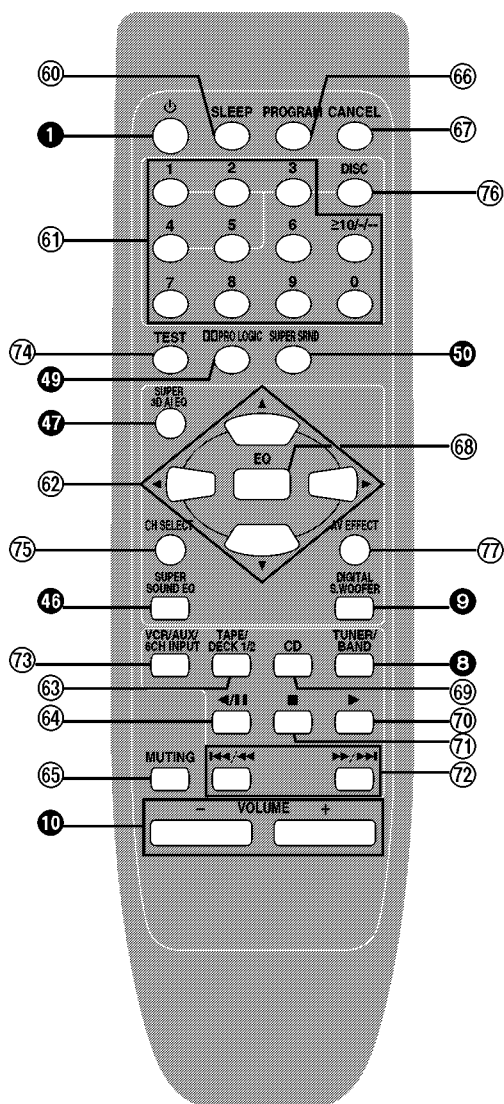 60 66
⏻ SLEEP PROGRAM CANCEL
1 67
1 2 3 DISC
76
61 4 5 6 ≥10/-/--
7 8 9 0
74 TEST ▯▯PRO LOGIC SUPER SRND
49 50
47 SUPER
3D AI EQ
▲
68
EQ
62 ◄ ►
75 CH SELECT AV EFFECT 77
▼
46 SUPER
SOUND EQ
DIGITAL
S.WOOFER 9
73 VCR/AUX/
6CH INPUT
TAPE/
DECK 1/2
CD
TUNER/
BAND 8
63 69
64 ◄/❚❚ ■ ► 70
71
65 MUTING I◄◄/◄◄ ►►/►►I 72
10 – VOLUME +